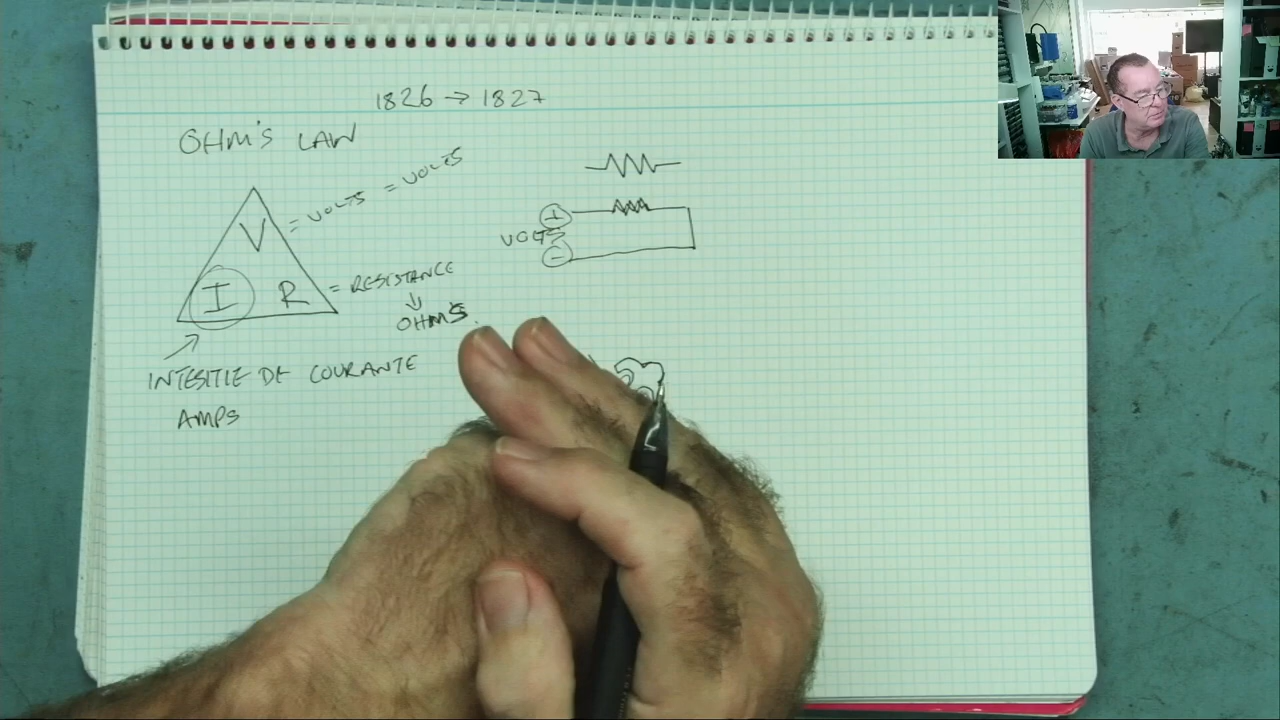 1826 → 1827
OHM'S LAW
V = VOLTS = VOLTS
I R = RESISTANCE
↓
OHMS
INTESITIE DE COURANTE
AMPS
+
VOLTS
-